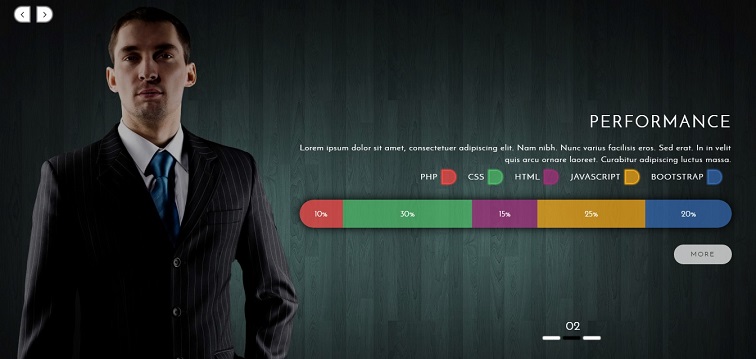 PERFORMANCE
Lorem ipsum dolor sit amet, consectetuer adipiscing elit. Nam nibh. Nunc varius facilisis eros. Sed erat. In in velit
quis arcu ornare laoreet. Curabitur adipiscing luctus massa.
PHP CSS HTML JAVASCRIPT BOOTSTRAP
10% 30% 15% 25% 20%
MORE
02